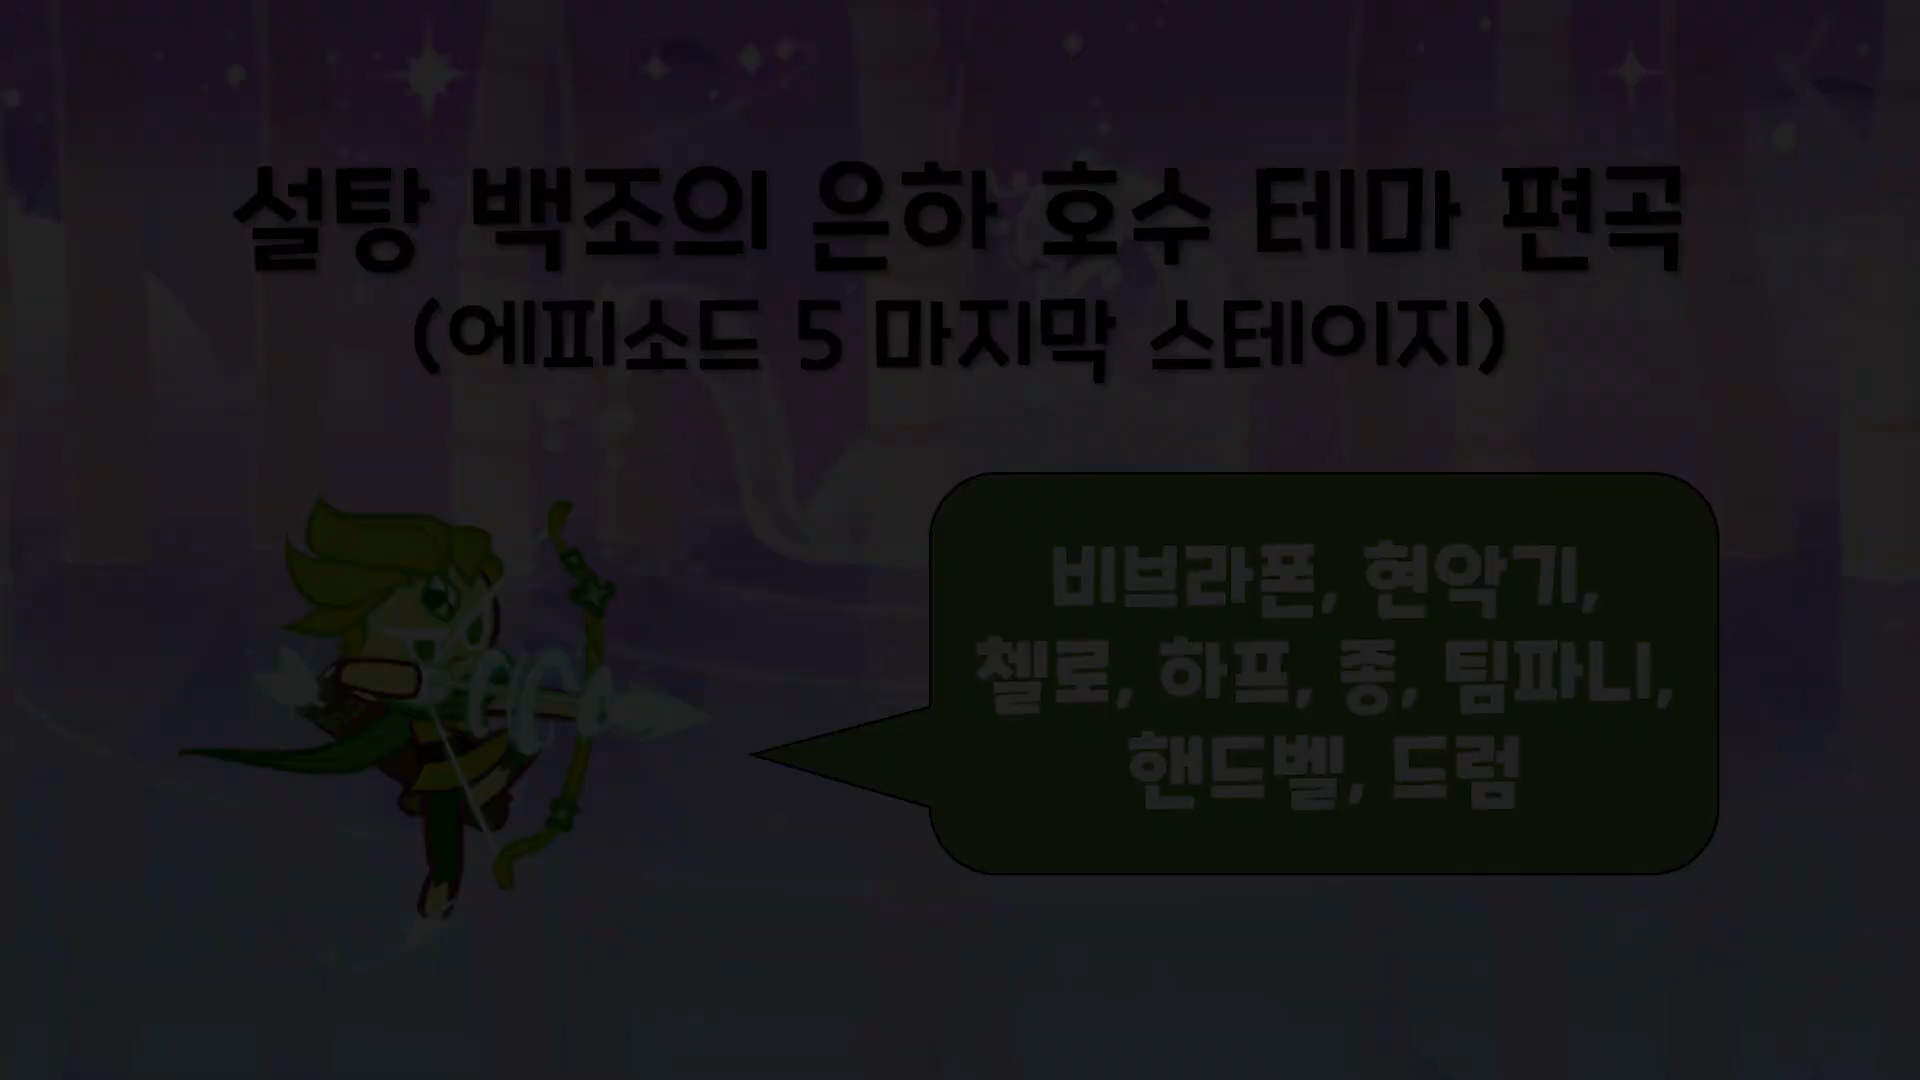 설탕 백조의 은하 호수 테마 편곡
(에피소드 5 마지막 스테이지)
비브라폰, 현악기,
첼로, 하프, 종, 팀파니,
핸드벨, 드럼